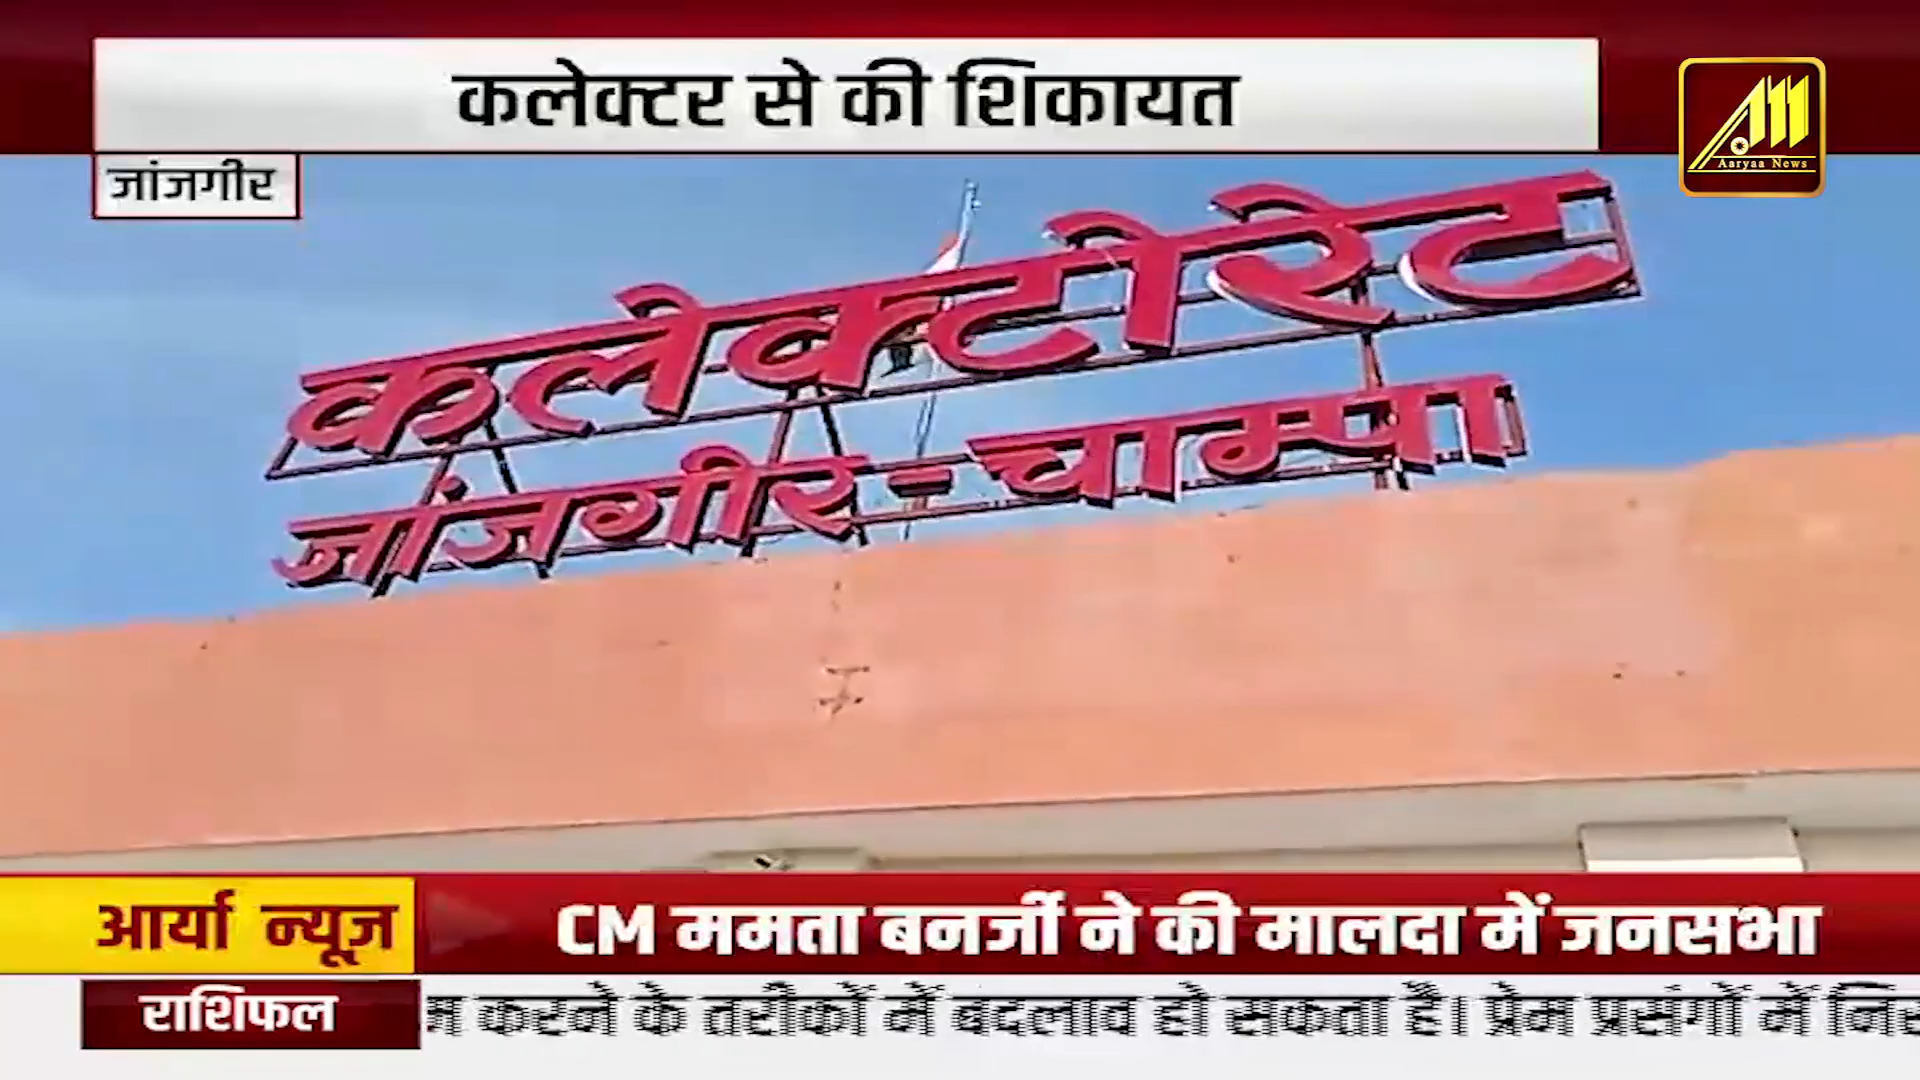 कलेक्टर से की शिकायत
Aaryaa News
जांजगीर
कलेक्टोरेट
जांजगीर-चाम्पा
आर्या न्यूज़
CM ममता बनर्जी ने की मालदा में जनसभा
राशिफल
करने के तरीकों में बदलाव हो सकता है। प्रेम प्रसंगों में